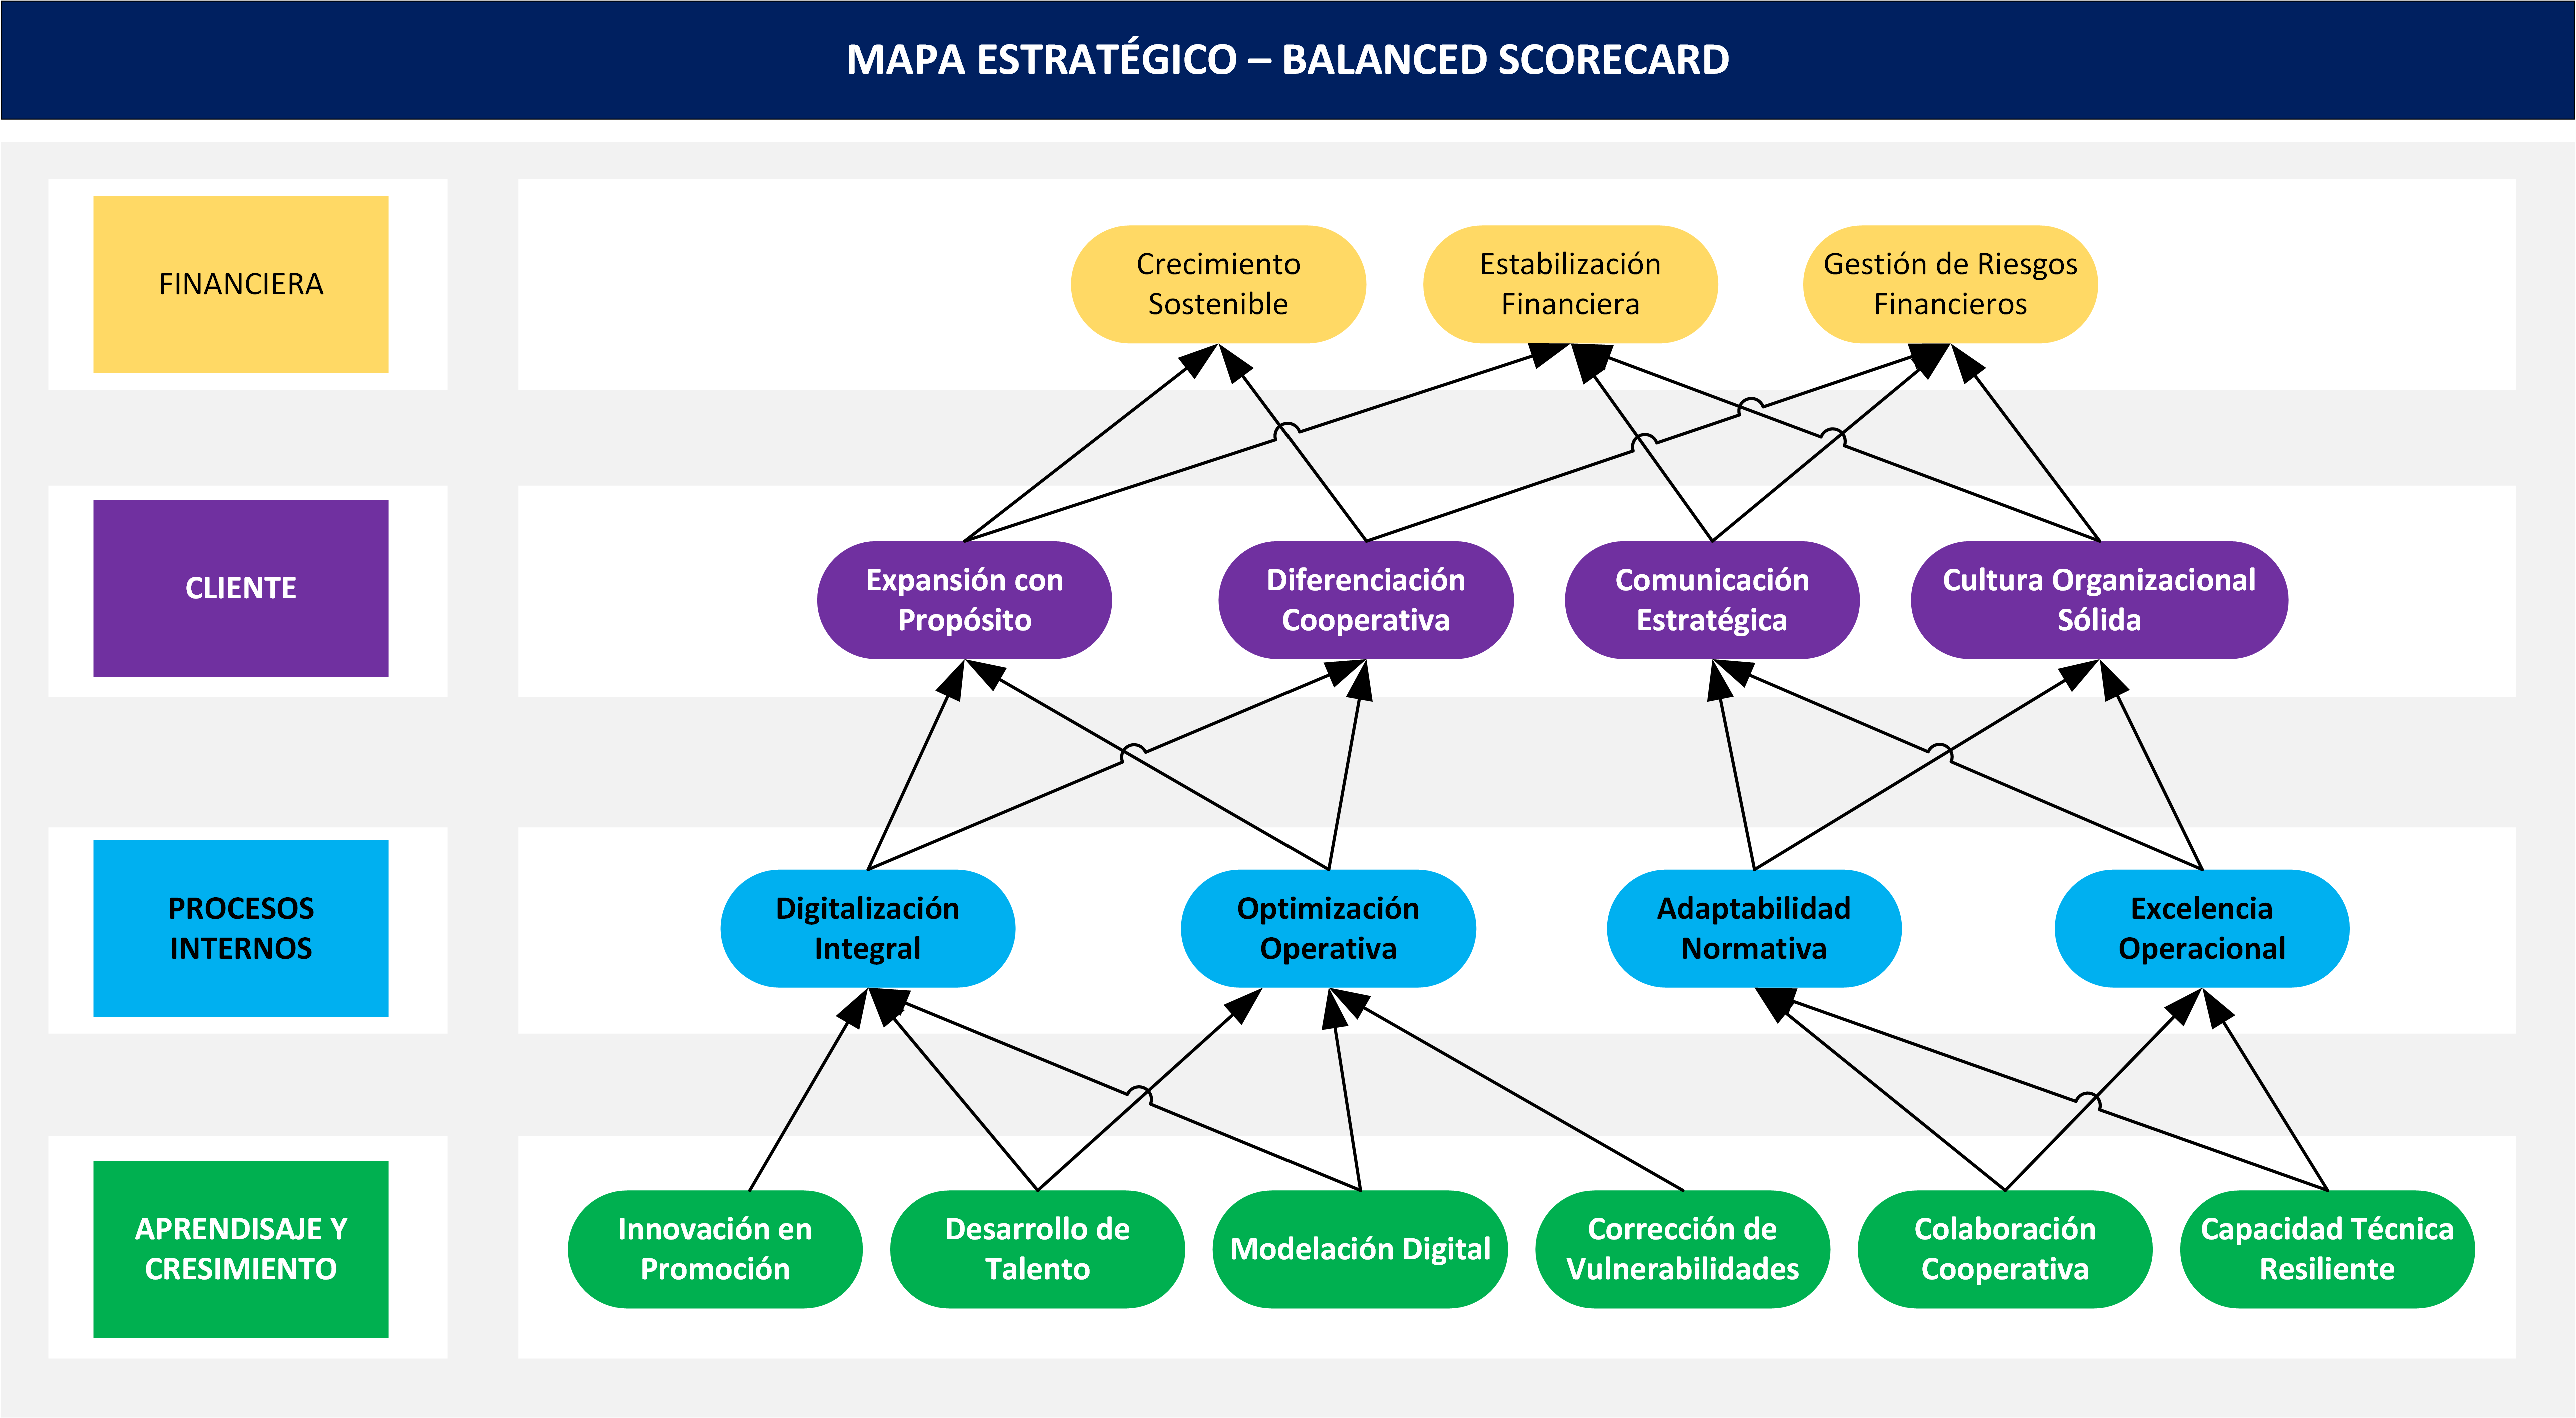 MAPA ESTRATÉGICO – BALANCED SCORECARD
FINANCIERA
Crecimiento
Sostenible
Estabilización
Financiera
Gestión de Riesgos
Financieros
CLIENTE
Expansión con
Propósito
Diferenciación
Cooperativa
Comunicación
Estratégica
Cultura Organizacional
Sólida
PROCESOS
INTERNOS
Digitalización
Integral
Optimización
Operativa
Adaptabilidad
Normativa
Excelencia
Operacional
APRENDISAJE Y
CRESIMIENTO
Innovación en
Promoción
Desarrollo de
Talento
Modelación Digital
Corrección de
Vulnerabilidades
Colaboración
Cooperativa
Capacidad Técnica
Resiliente